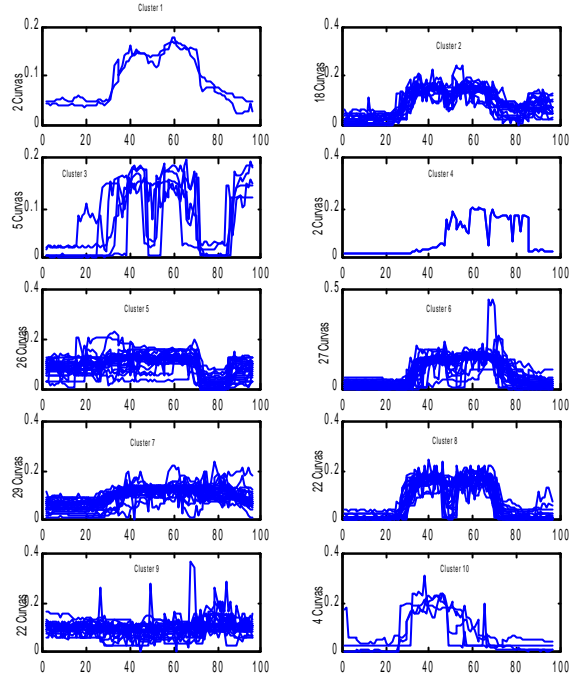 Cluster 1
0.2
0.1
0
2 Curvas
0 20 40 60 80 100
Cluster 2
0.4
0.2
0
18 Curvas
0 20 40 60 80 100
Cluster 3
0.2
0.1
0
5 Curvas
0 20 40 60 80 100
Cluster 4
0.4
0.2
0
2 Curvas
0 20 40 60 80 100
Cluster 5
0.4
0.2
0
26 Curvas
0 20 40 60 80 100
Cluster 6
0.5
0
27 Curvas
0 20 40 60 80 100
Cluster 7
0.4
0.2
0
29 Curvas
0 20 40 60 80 100
Cluster 8
0.4
0.2
0
22 Curvas
0 20 40 60 80 100
Cluster 9
0.4
0.2
0
22 Curvas
0 20 40 60 80 100
Cluster 10
0.4
0.2
0
4 Curvas
0 20 40 60 80 100